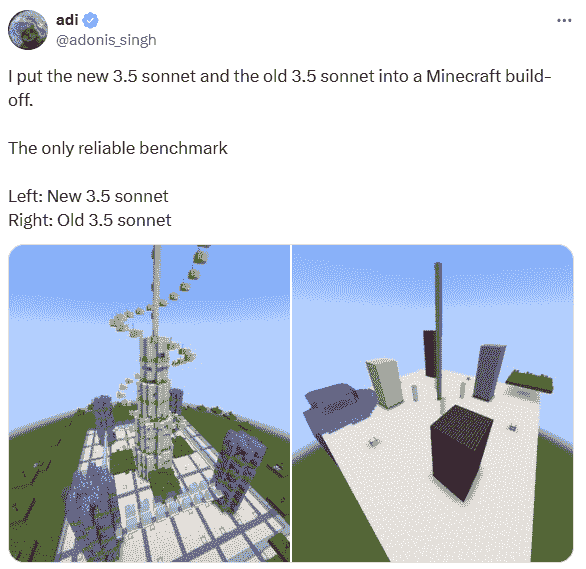 adi
@adonis_singh
I put the new 3.5 sonnet and the old 3.5 sonnet into a Minecraft build-
off.
The only reliable benchmark
Left: New 3.5 sonnet
Right: Old 3.5 sonnet